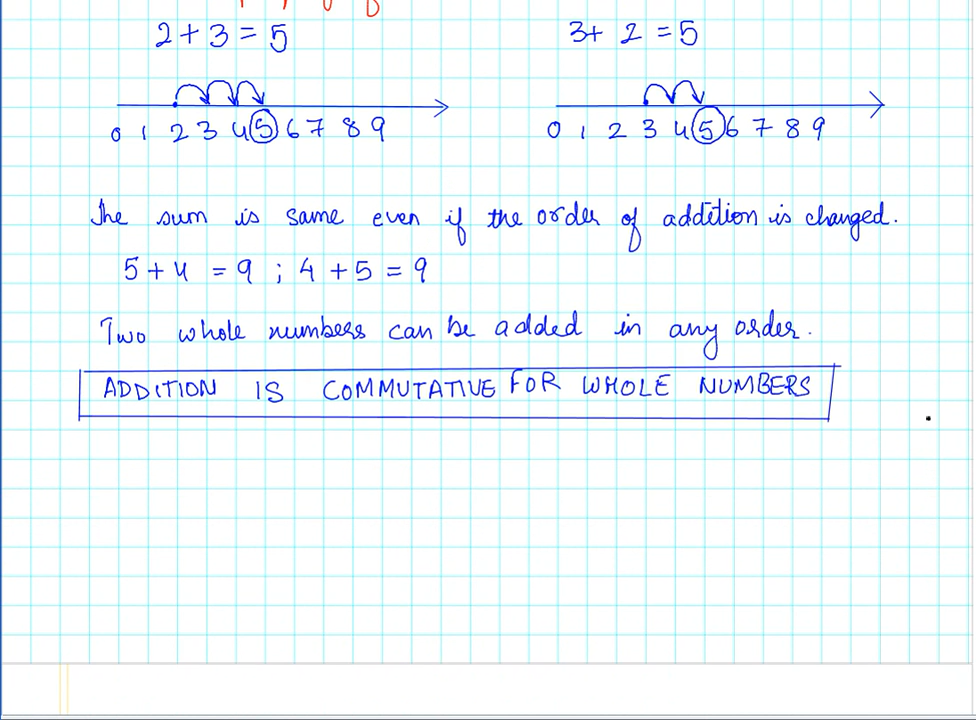 2 + 3 = 5 3 + 2 = 5
0 1 2 3 4 5 6 7 8 9 0 1 2 3 4 5 6 7 8 9
The sum is same even if the order of addition is changed.
5 + 4 = 9 ; 4 + 5 = 9
Two whole numbers can be added in any order.
ADDITION IS COMMUTATIVE FOR WHOLE NUMBERS